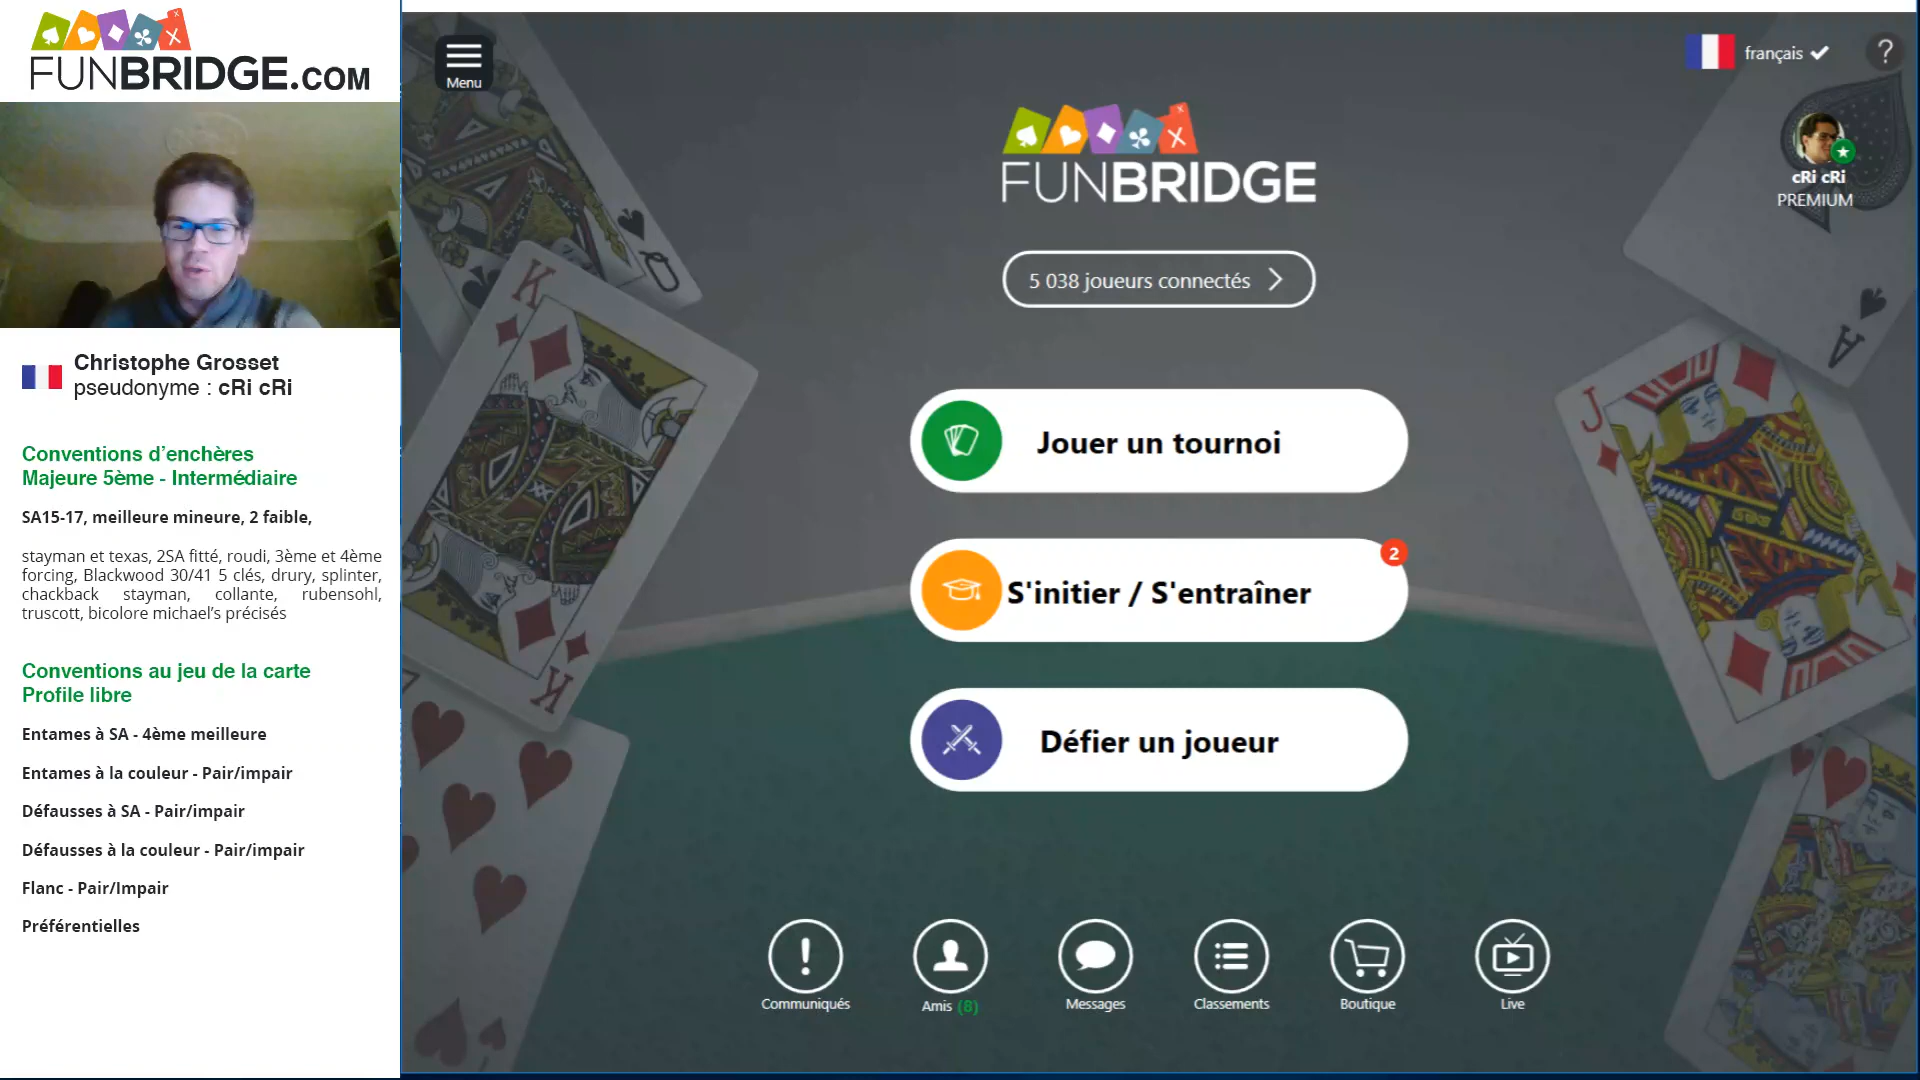 FUNBRIDGE.COM
Christophe Grosset
pseudonyme : cRi cRi
Conventions d’enchères
Majeure 5ème - Intermédiaire
SA15-17, meilleure mineure, 2 faible,
stayman et texas, 2SA fitté, roudi, 3ème et 4ème
forcing, Blackwood 30/41 5 clés, drury, splinter,
chackback stayman, collante, rubensohl,
truscott, bicolore michael’s précisés
Conventions au jeu de la carte
Profile libre
Entames à SA - 4ème meilleure
Entames à la couleur - Pair/impair
Défausses à SA - Pair/impair
Défausses à la couleur - Pair/impair
Flanc - Pair/Impair
Préférentielles
Menu
français
?
FUNBRIDGE
cRi cRi
PREMIUM
5 038 joueurs connectés
Jouer un tournoi
2
S'initier / S'entraîner
Défier un joueur
Communiqués
Amis (8)
Messages
Classements
Boutique
Live
K
K
Q
A
J